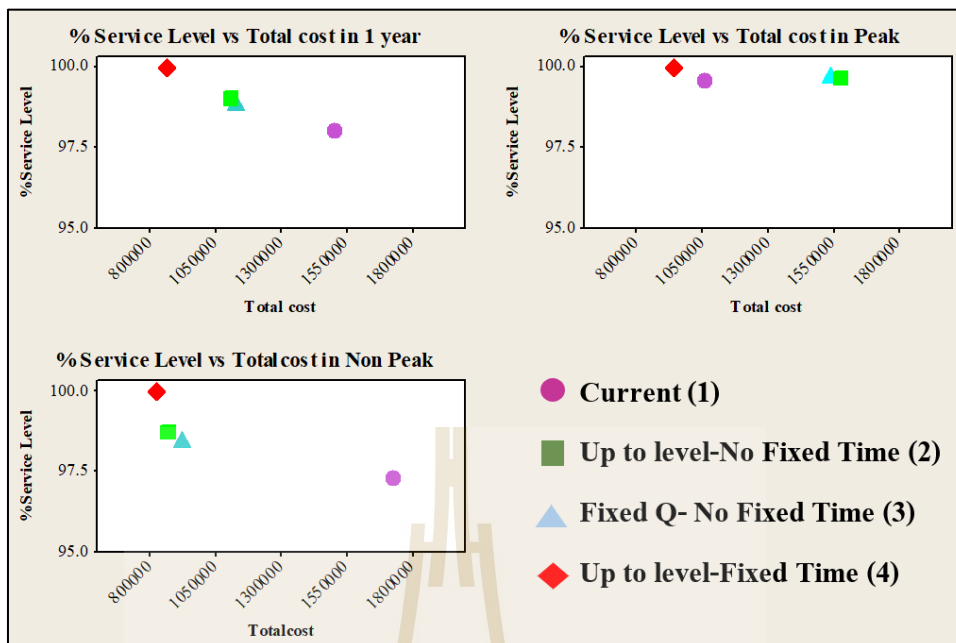 % Service Level vs Total cost in 1 year
%Service Level
100.0
97.5
95.0
800000
1050000
1300000
1550000
1800000
Total cost
% Service Level vs Total cost in Peak
%Service Level
100.0
97.5
95.0
800000
1050000
1300000
1550000
1800000
Total cost
% Service Level vs Totalcost in Non Peak
%Service Level
100.0
97.5
95.0
800000
1050000
1300000
1550000
1800000
Totalcost
Current (1)
Up to level-No Fixed Time (2)
Fixed Q- No Fixed Time (3)
Up to level-Fixed Time (4)